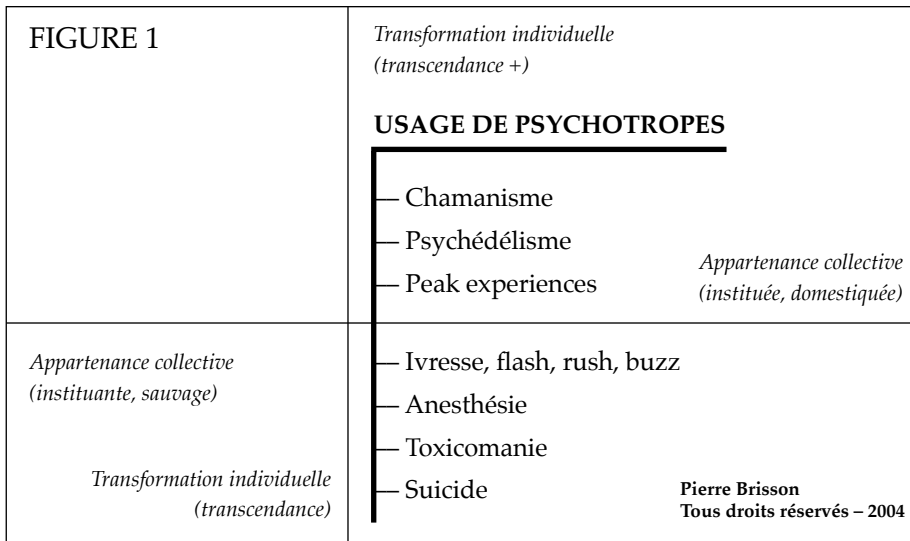 FIGURE 1
Transformation individuelle
(transcendance +)
USAGE DE PSYCHOTROPES
Chamanisme
Psychédélisme
Peak experiences
Appartenance collective
(instituée, domestiquée)
Appartenance collective
(instituante, sauvage)
Ivresse, flash, rush, buzz
Anesthésie
Toxicomanie
Suicide
Transformation individuelle
(transcendance)
Pierre Brisson
Tous droits réservés – 2004